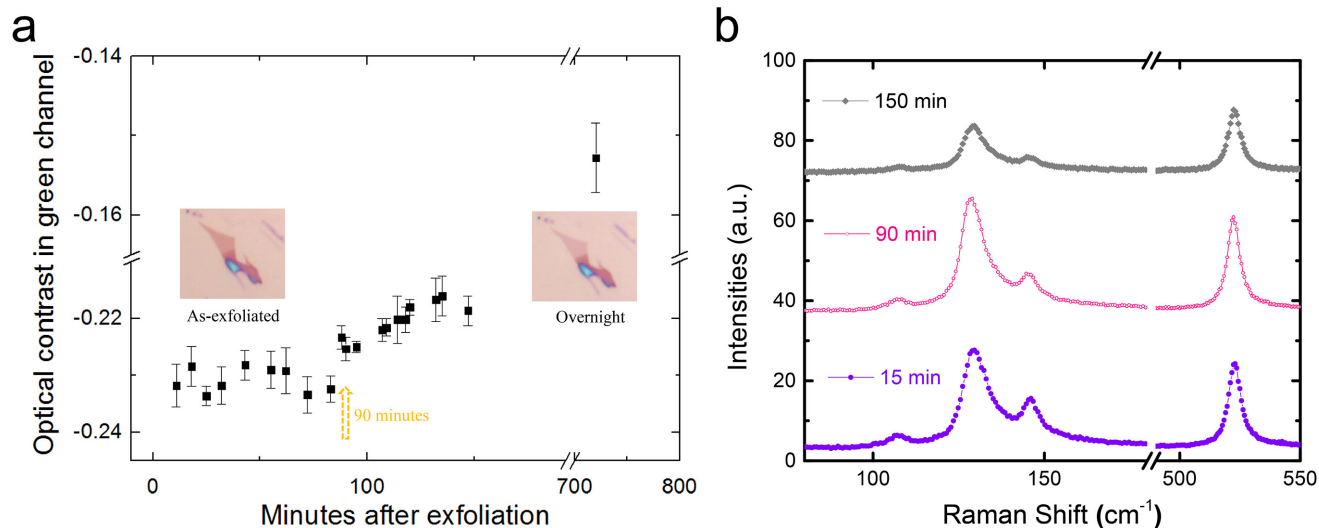 a
Optical contrast in green channel
-0.14
-0.16
-0.22
-0.24
As-exfoliated
Overnight
90 minutes
0
100
700
800
Minutes after exfoliation
b
Intensities (a.u.)
100
80
60
40
20
0
150 min
90 min
15 min
100
150
500
550
Raman Shift (cm⁻¹)